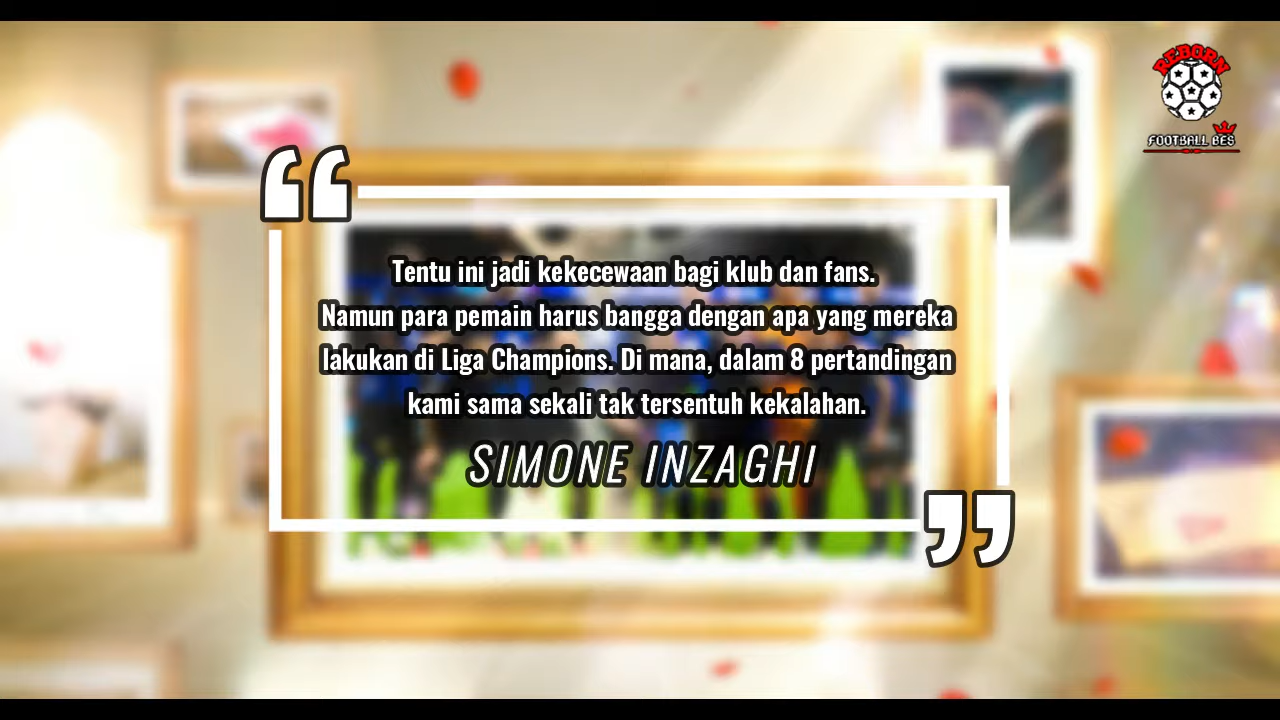 REBORN
FOOTBALL BES
Tentu ini jadi kekecewaan bagi klub dan fans.
Namun para pemain harus bangga dengan apa yang mereka
lakukan di Liga Champions. Di mana, dalam 8 pertandingan
kami sama sekali tak tersentuh kekalahan.
SIMONE INZAGHI